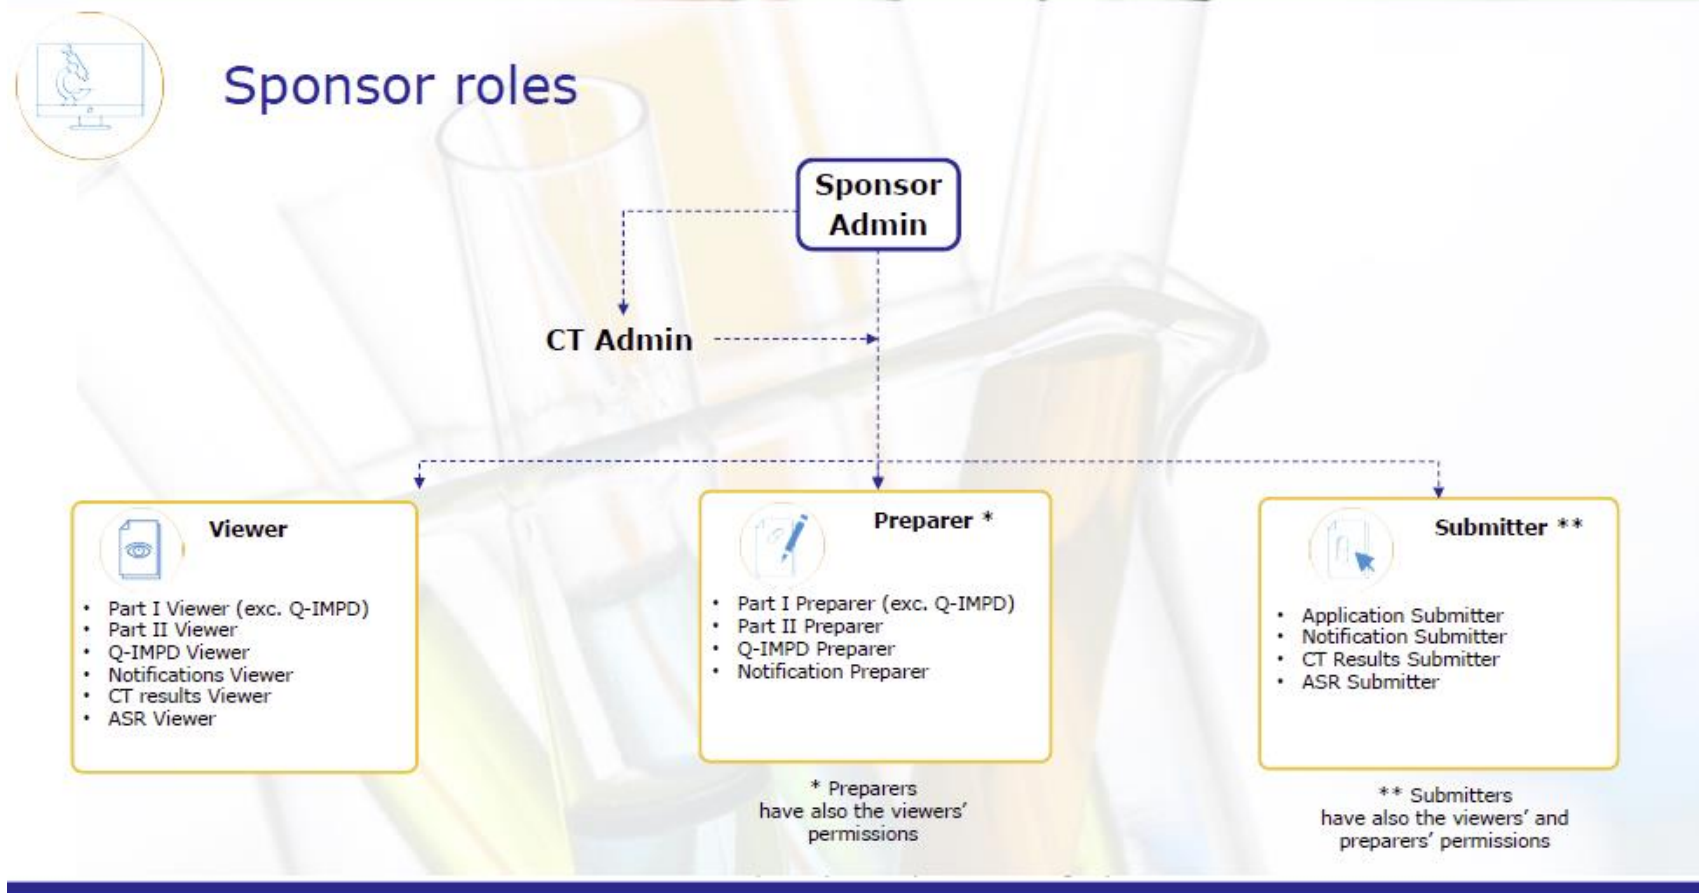 Sponsor roles
Sponsor
Admin
CT Admin
Viewer
• Part I Viewer (exc. Q-IMPD)
• Part II Viewer
• Q-IMPD Viewer
• Notifications Viewer
• CT results Viewer
• ASR Viewer
Preparer *
• Part I Preparer (exc. Q-IMPD)
• Part II Preparer
• Q-IMPD Preparer
• Notification Preparer
* Preparers
have also the viewers’
permissions
Submitter **
• Application Submitter
• Notification Submitter
• CT Results Submitter
• ASR Submitter
** Submitters
have also the viewers’ and
preparers’ permissions